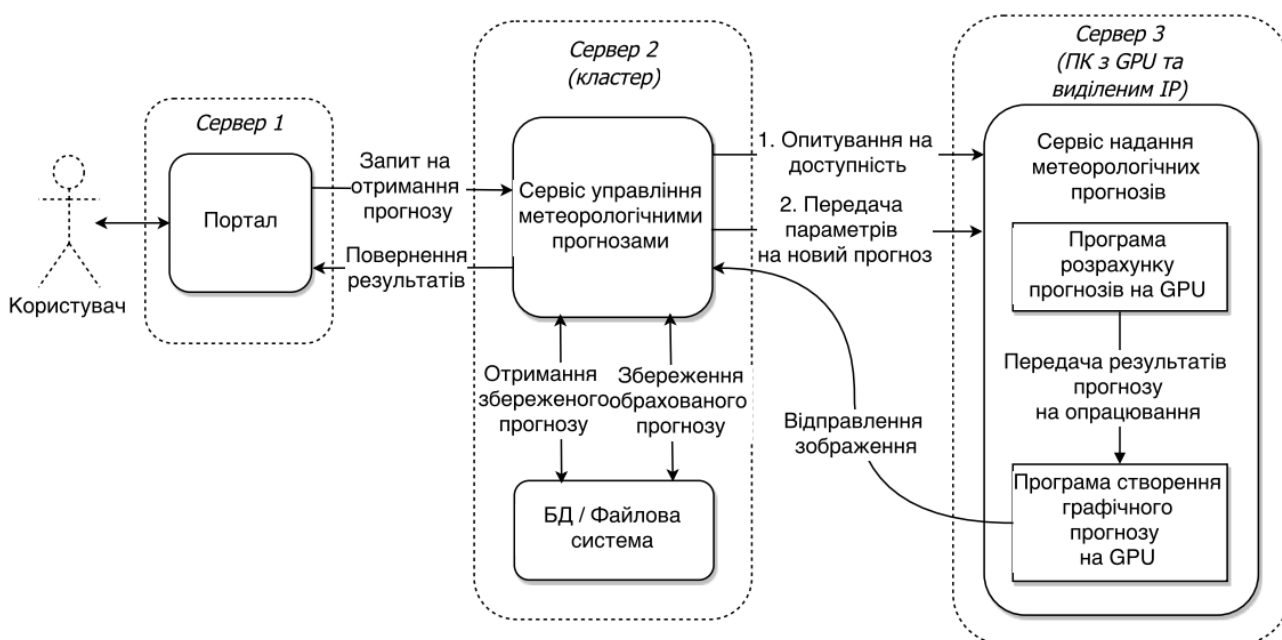 Сервер 1
Портал
Користувач
Запит на
отримання
прогнозу
Повернення
результатів
Сервер 2
(кластер)
Сервіс управління
метеорологічними
прогнозами
Отримання
збереженого
прогнозу
Збереження
обрахованого
прогнозу
БД / Файлова
система
1. Опитування на
доступність
2. Передача
параметрів
на новий прогноз
Відправлення
зображення
Сервер 3
(ПК з GPU та
виділеним IP)
Сервіс надання
метеорологічних
прогнозів
Програма
розрахунку
прогнозів на GPU
Передача результатів
прогнозу
на опрацювання
Програма створення
графічного
прогнозу
на GPU